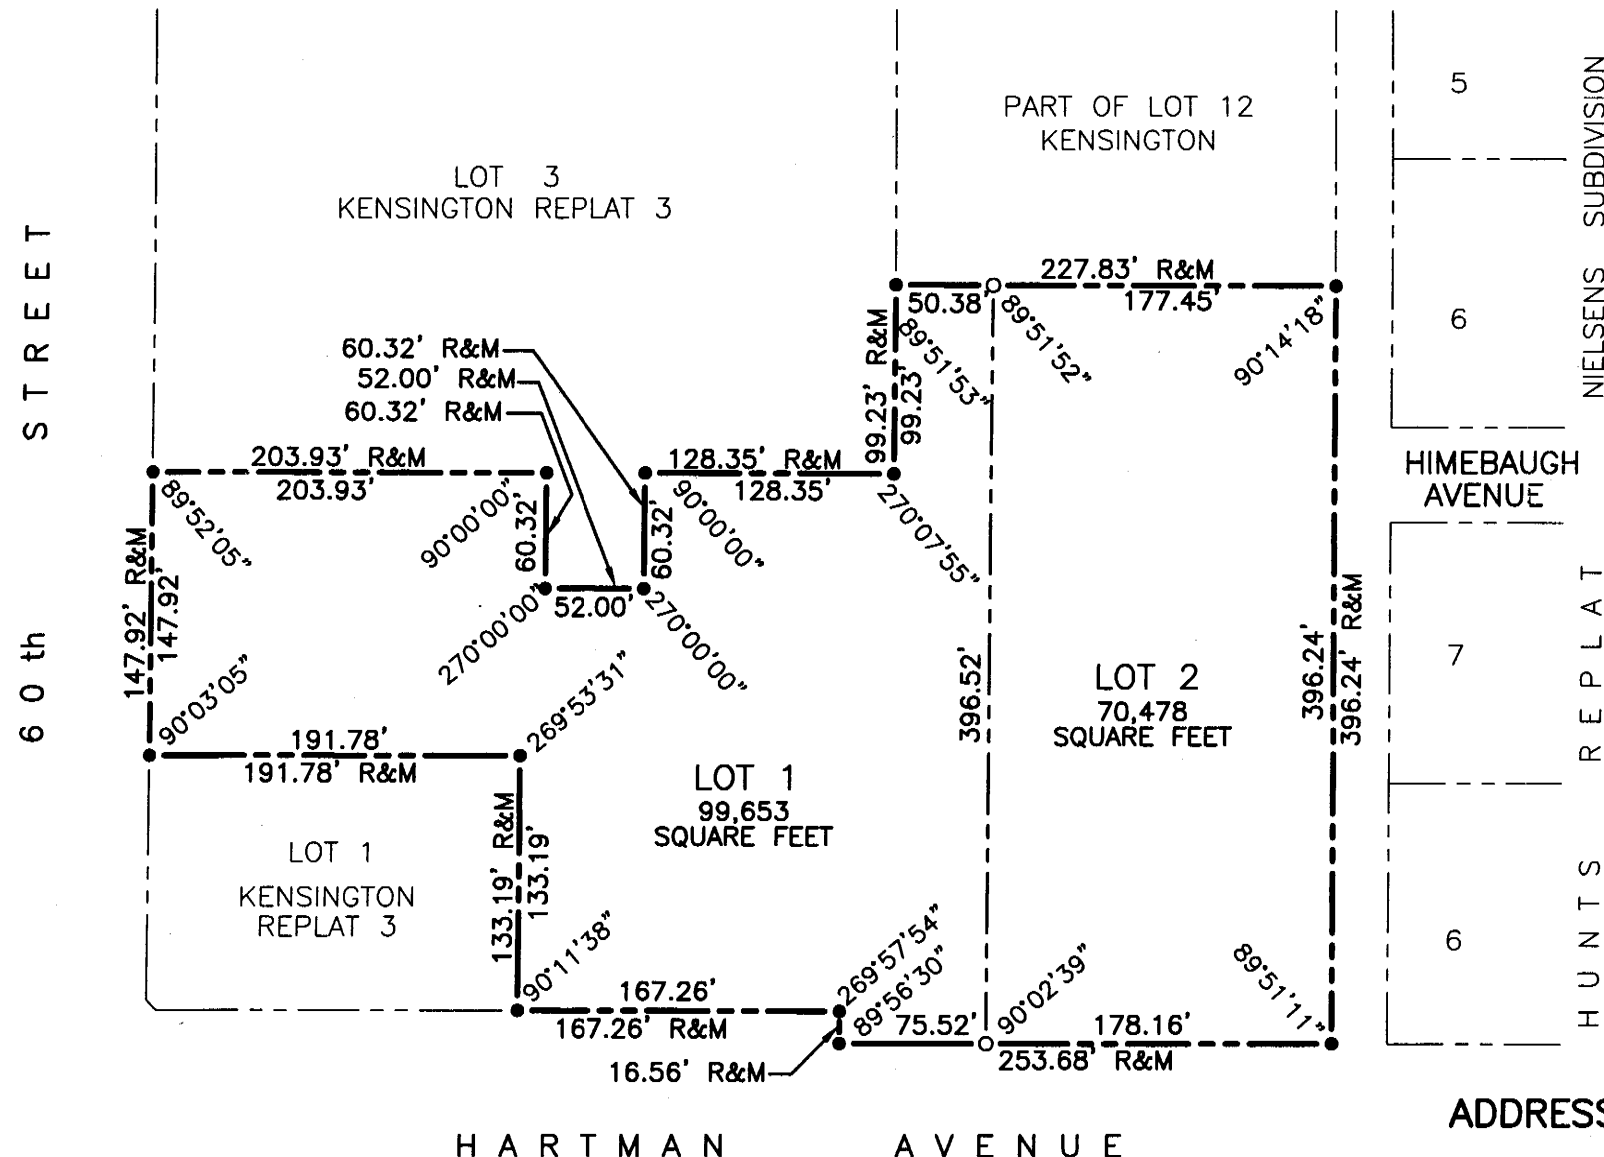 5
PART OF LOT 12
KENSINGTON
NIELSENS SUBDIVISION
LOT 3
KENSINGTON REPLAT 3
60th STREET
227.83' R&M
50.38'
177.45'
89°51'53"
89°51'52"
90°14'18"
6
99.23' R&M
99.23'
60.32' R&M
52.00' R&M
60.32' R&M
203.93' R&M
203.93'
128.35' R&M
128.35'
HIMEBAUGH
AVENUE
89°52'05"
90°00'00"
60.32'
60.32'
90°00'00"
270°07'55"
147.92' R&M
147.92'
52.00'
270°00'00"
270°00'00"
90°03'05"
269°53'31"
396.52'
LOT 2
70,478
SQUARE FEET
396.24'
396.24' R&M
7
HUNTS REPLAT
191.78'
191.78' R&M
LOT 1
99,653
SQUARE FEET
133.19' R&M
133.19'
LOT 1
KENSINGTON
REPLAT 3
90°11'38"
269°57'54"
89°56'30"
90°02'39"
89°51'11"
6
167.26'
167.26' R&M
75.52'
178.16'
253.68' R&M
16.56' R&M
ADDRESS
HARTMAN AVENUE